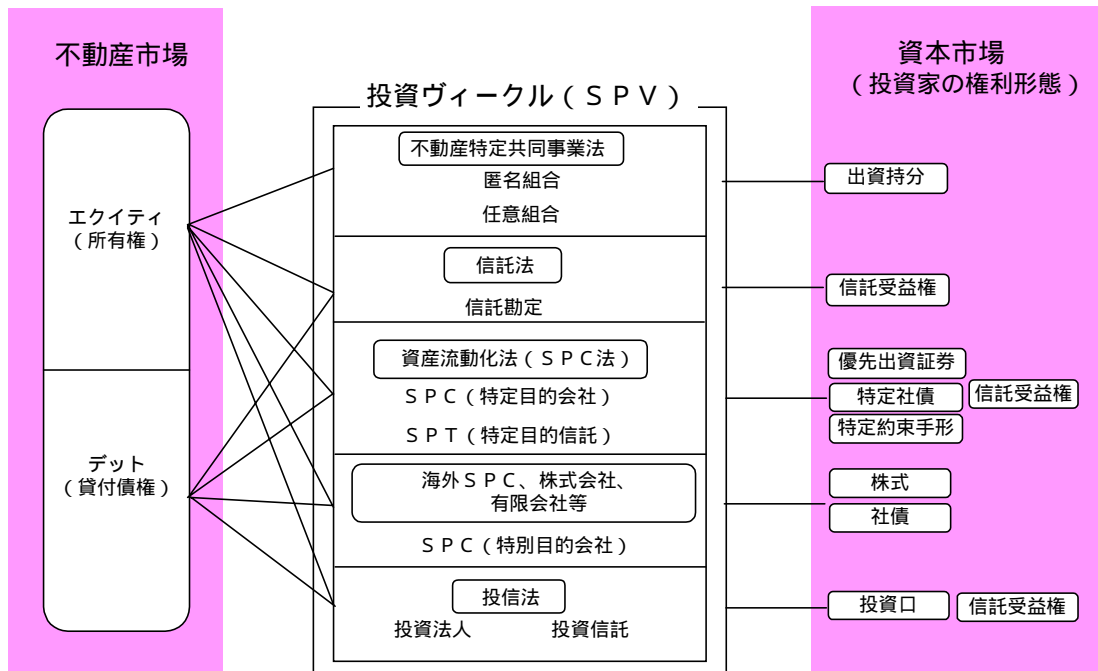 不動産市場
エクイティ
（所有権）
デット
（貸付債権）
投資ヴィークル（ＳＰＶ）
不動産特定共同事業法
匿名組合
任意組合
信託法
信託勘定
資産流動化法（ＳＰＣ法）
ＳＰＣ（特定目的会社）
ＳＰＴ（特定目的信託）
海外ＳＰＣ、株式会社、
有限会社等
ＳＰＣ（特別目的会社）
投信法
投資法人 投資信託
資本市場
（投資家の権利形態）
出資持分
信託受益権
優先出資証券
特定社債 信託受益権
特定約束手形
株式
社債
投資口 信託受益権